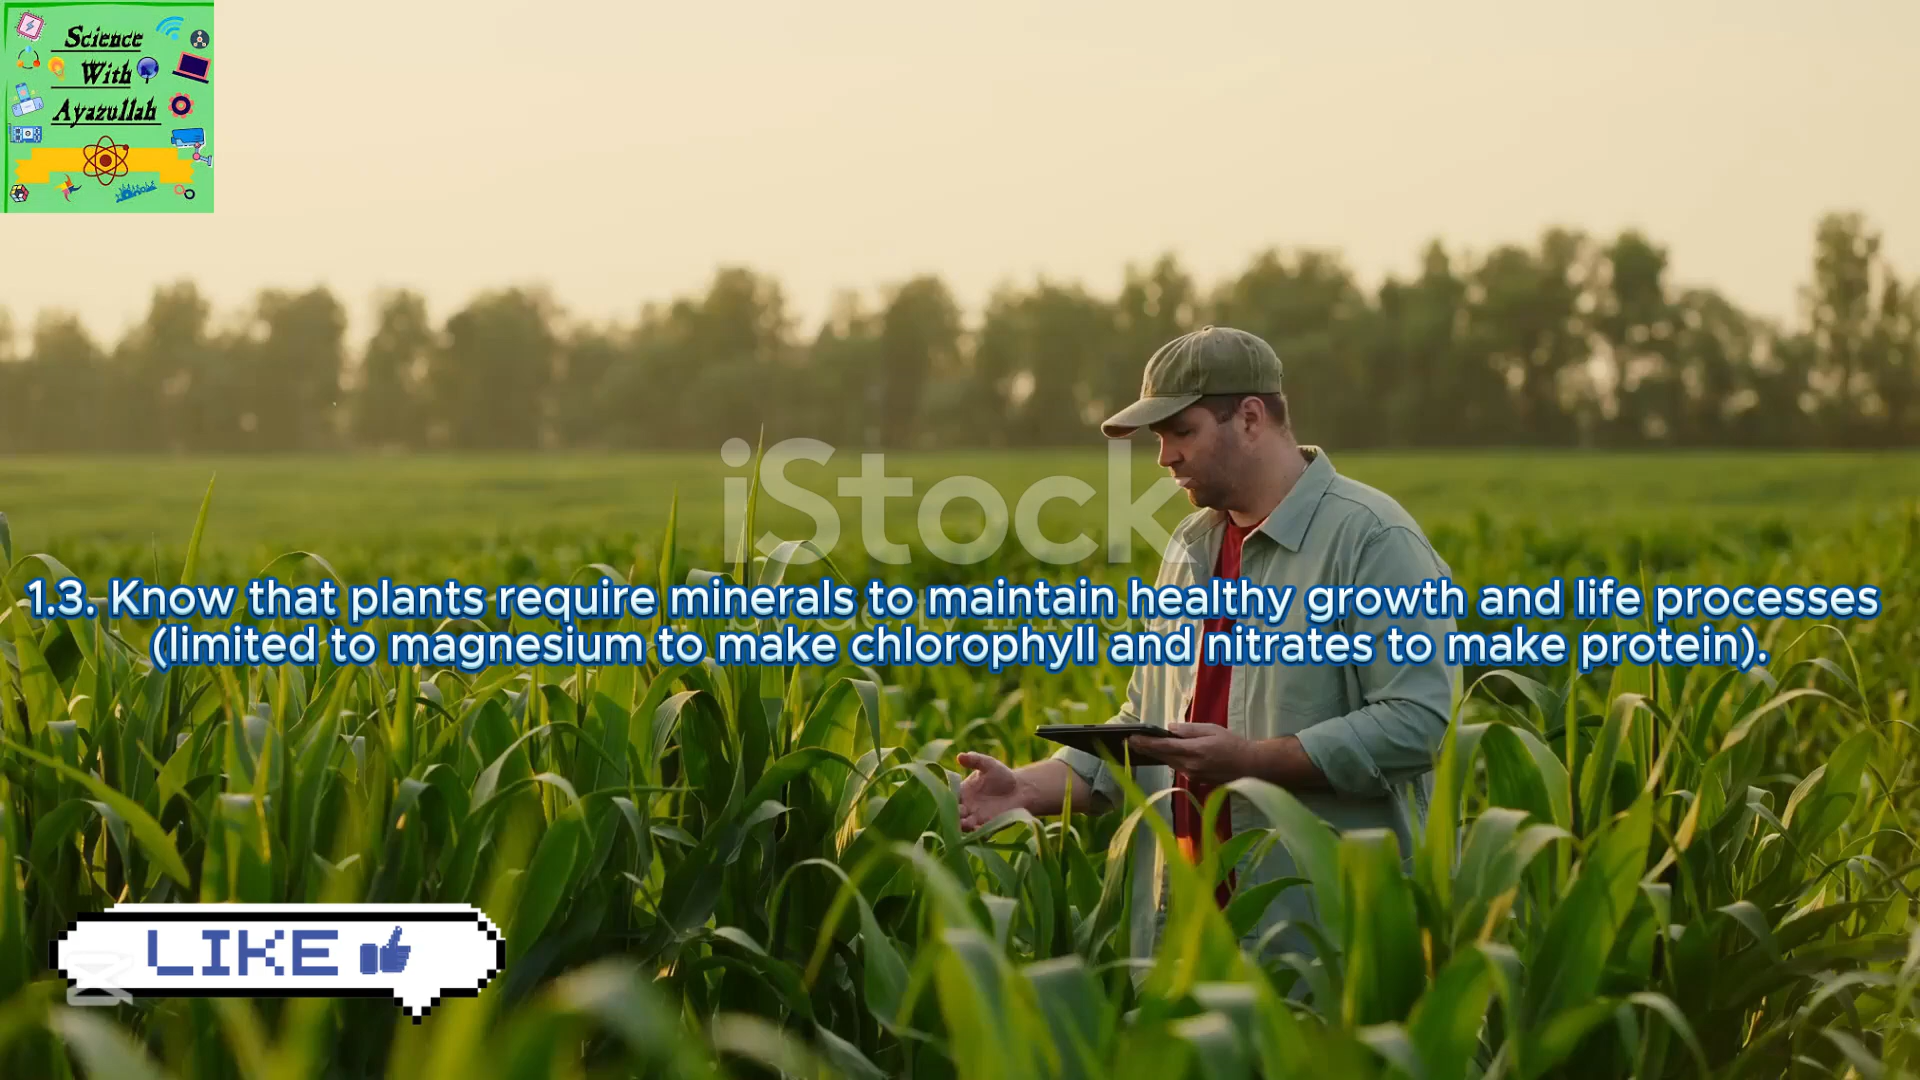 Science
With
Ayazullah
iStock
1.3. Know that plants require minerals to maintain healthy growth and life processes
(limited to magnesium to make chlorophyll and nitrates to make protein).
LIKE